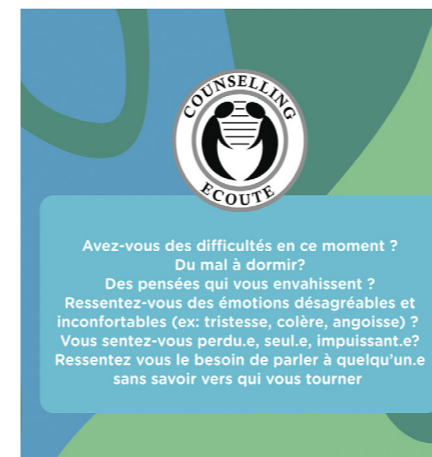 COUNSELLING
ECOUTE
Avez-vous des difficultés en ce moment ?
Du mal à dormir?
Des pensées qui vous envahissent ?
Ressentez-vous des émotions désagréables et
inconfortables (ex: tristesse, colère, angoisse) ?
Vous sentez-vous perdu.e, seul.e, impuissant.e?
Ressentez vous le besoin de parler à quelqu'un.e
sans savoir vers qui vous tourner